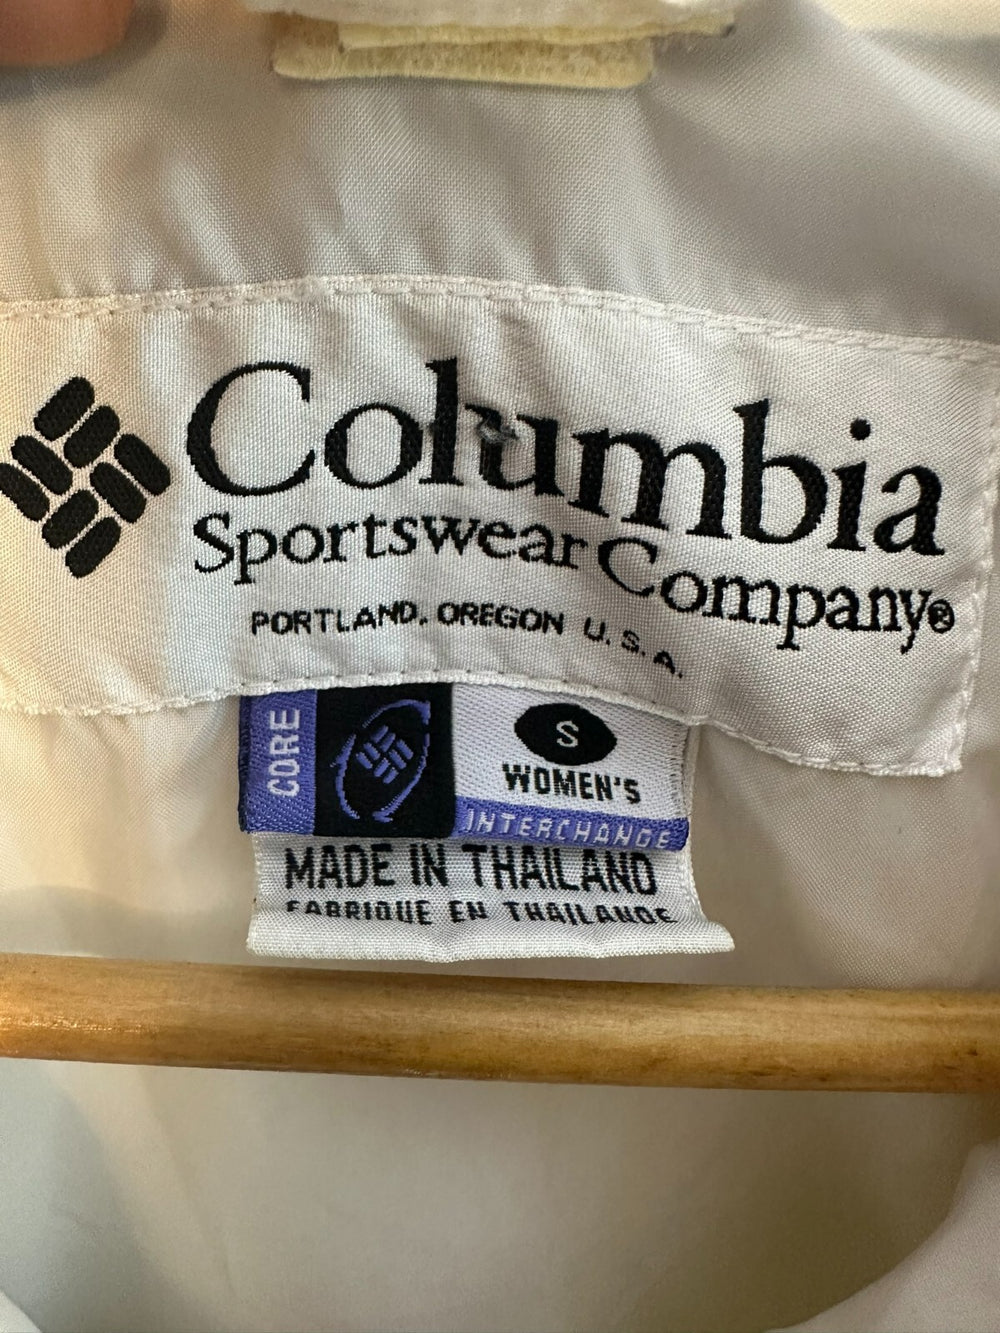 Columbia
Sportswear Company®
PORTLAND, OREGON U.S.A.
CORE
S
WOMEN'S
INTERCHANGE
MADE IN THAILAND
FABRIQUE EN THAILANDE